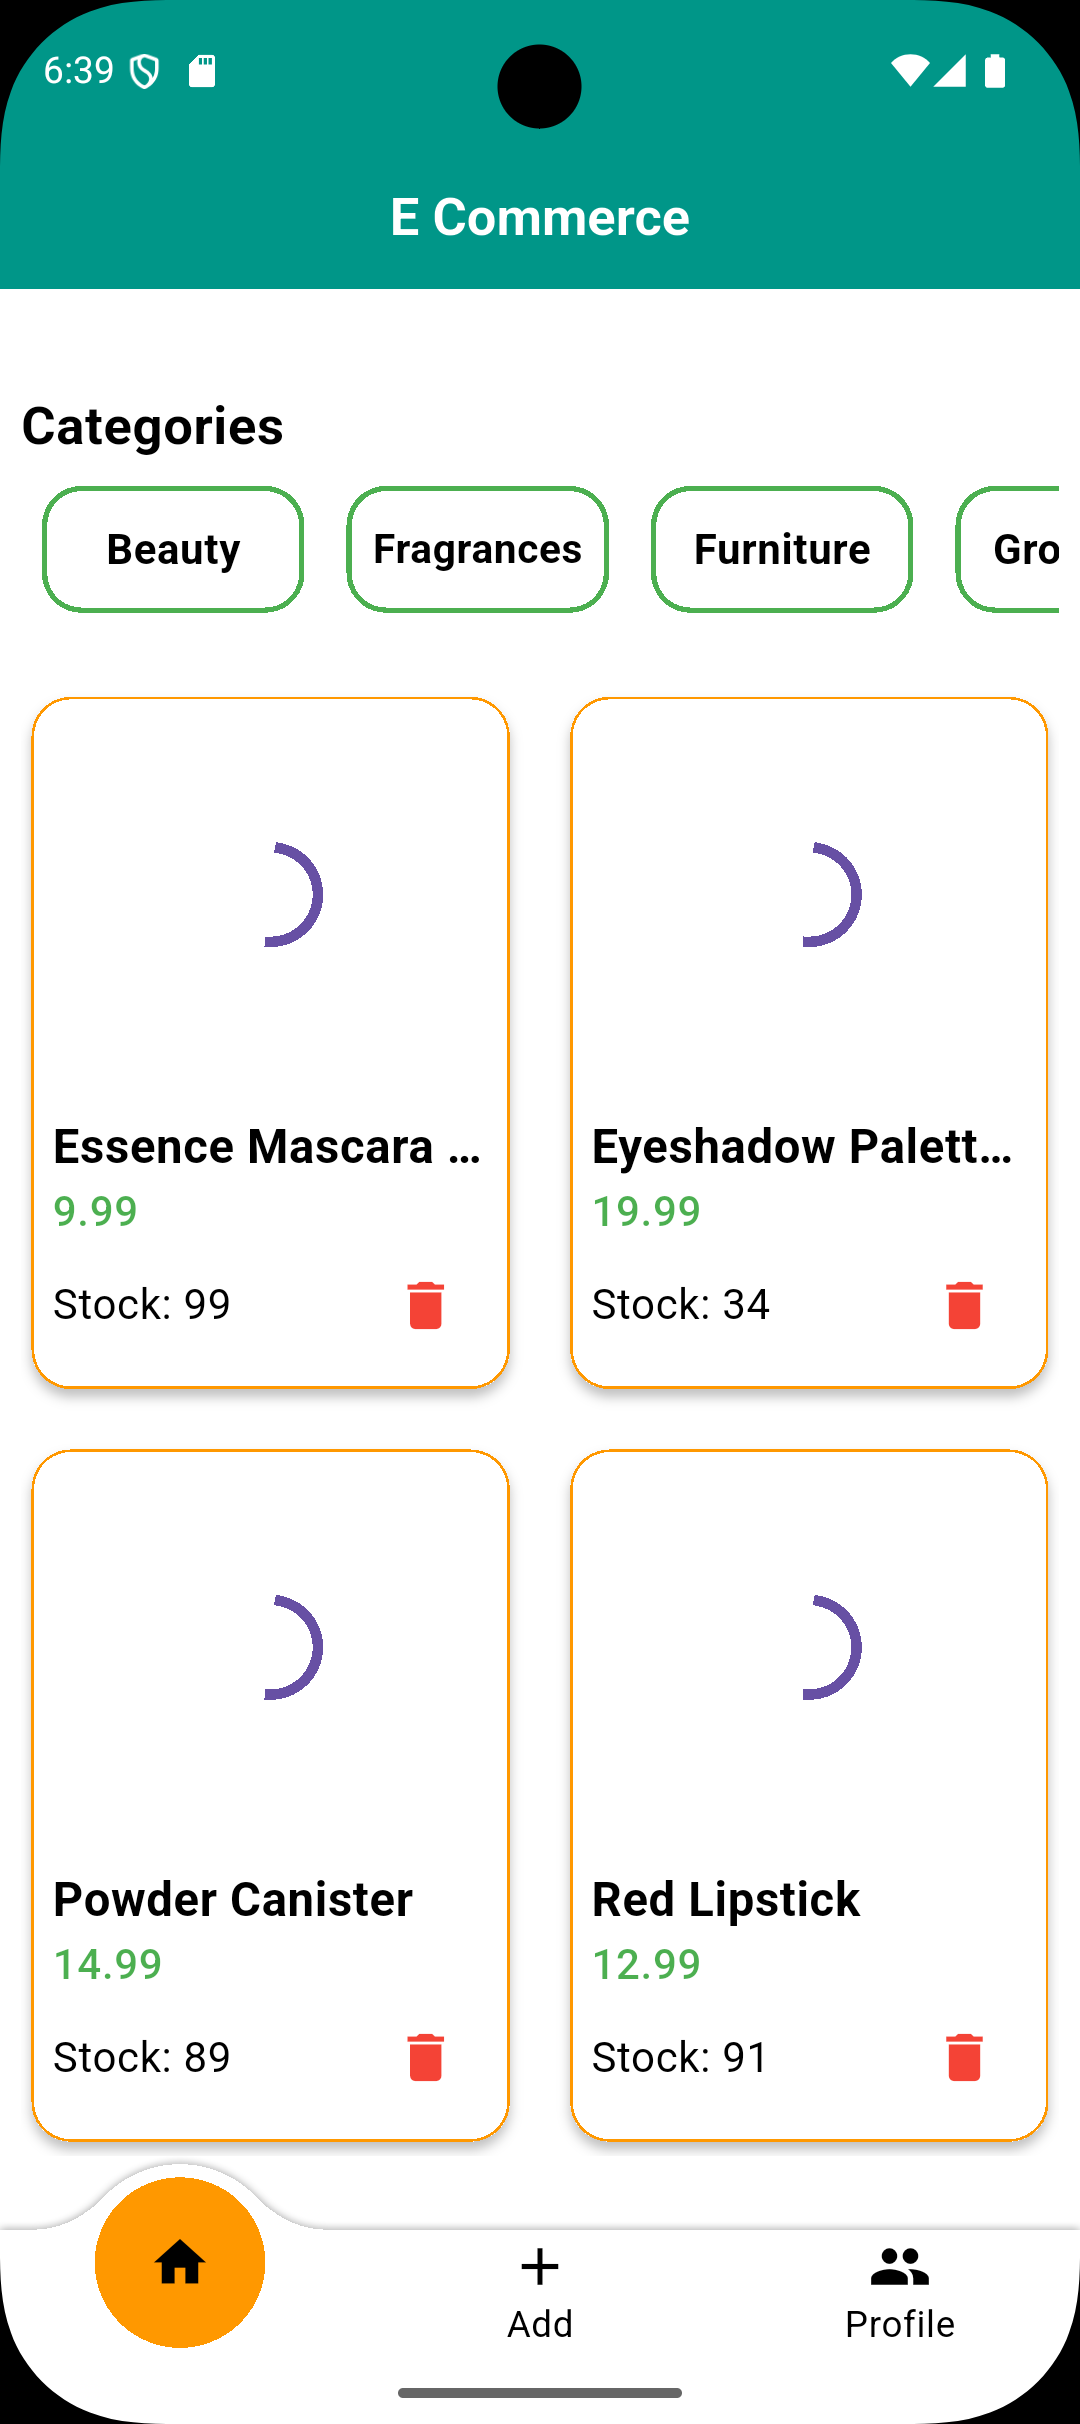 6:39
E Commerce
Categories
Beauty
Fragrances
Furniture
Gro
Essence Mascara ...
9.99
Stock: 99
Eyeshadow Palett...
19.99
Stock: 34
Powder Canister
14.99
Stock: 89
Red Lipstick
12.99
Stock: 91
Add
Profile